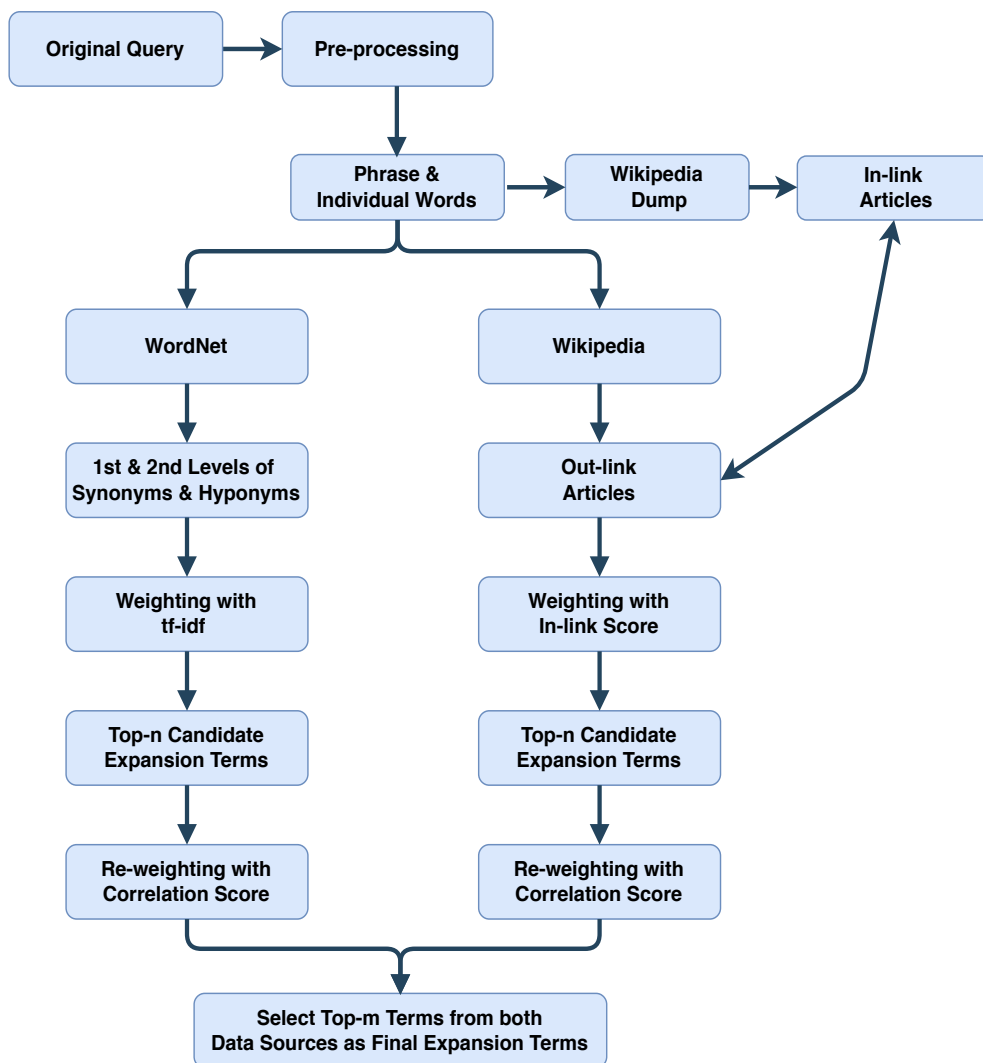 Original Query
Pre-processing
Phrase &
Individual Words
Wikipedia
Dump
In-link
Articles
WordNet
Wikipedia
1st & 2nd Levels of
Synonyms & Hyponyms
Out-link
Articles
Weighting with
tf-idf
Weighting with
In-link Score
Top-n Candidate
Expansion Terms
Top-n Candidate
Expansion Terms
Re-weighting with
Correlation Score
Re-weighting with
Correlation Score
Select Top-m Terms from both
Data Sources as Final Expansion Terms